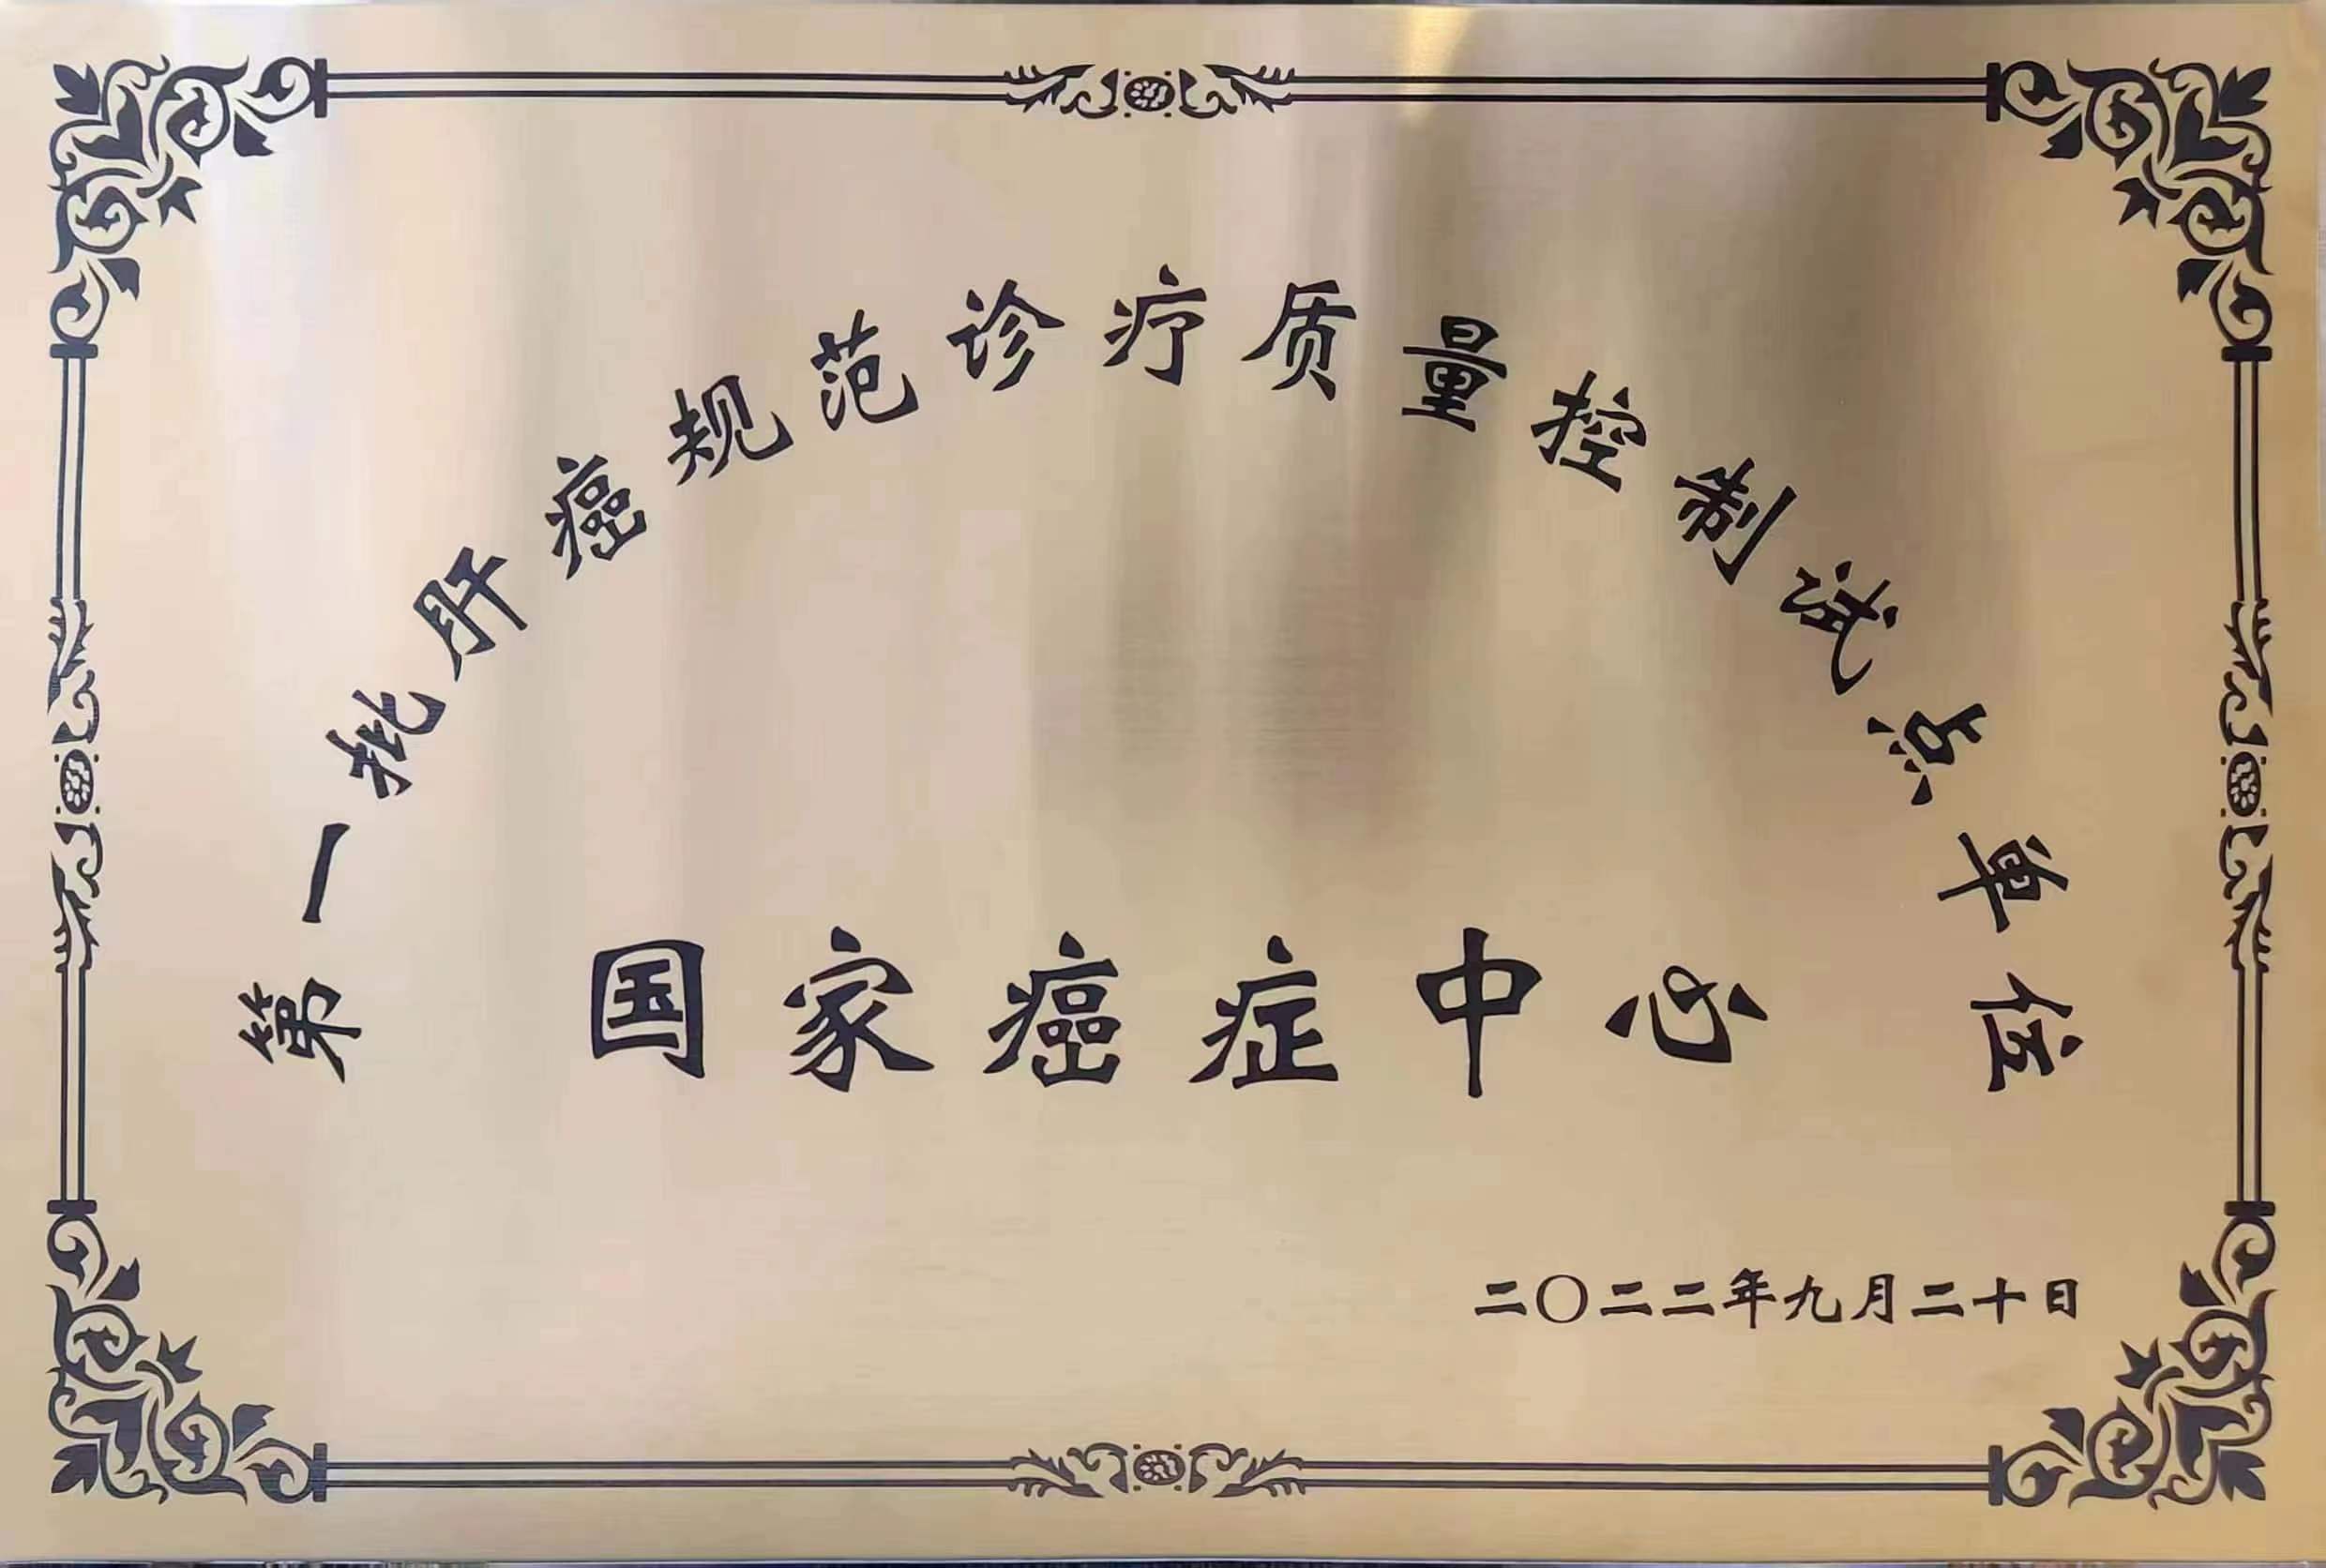 第一批肝癌规范诊疗质量控制试点单位
国家癌症中心
二〇二二年九月二十日